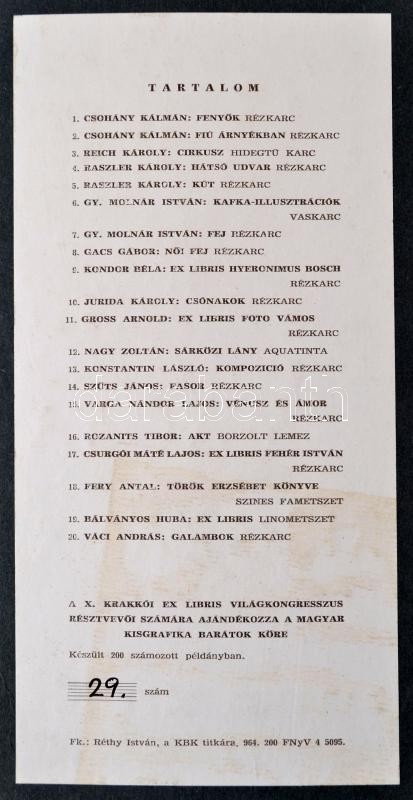 TARTALOM
1. CSOHÁNY KÁLMÁN: FENYŐK RÉZKARC
2. CSOHÁNY KÁLMÁN: FIÚ ÁRNYÉKBAN RÉZKARC
3. REICH KÁROLY: CIRKUSZ HIDEGTŰ KARC
4. RASZLER KÁROLY: HÁTSÓ UDVAR RÉZKARC
5. RASZLER KÁROLY: KÚT RÉZKARC
6. GY. MOLNÁR ISTVÁN: KAFKA-ILLUSZTRÁCIÓK
VASKARC
7. GY. MOLNÁR ISTVÁN: FEJ RÉZKARC
8. GACS GÁBOR: NŐI FEJ RÉZKARC
9. KONDOR BÉLA: EX LIBRIS HYERONIMUS BOSCH
RÉZKARC
10. JURIDA KÁROLY: CSÓNAKOK RÉZKARC
11. GROSS ARNOLD: EX LIBRIS FOTO VÁMOS
RÉZKARC
12. NAGY ZOLTÁN: SÁRKÖZI LÁNY AQUATINTA
13. KONSTANTIN LÁSZLÓ: KOMPOZICIÓ RÉZKARC
14. SZŰTS JÁNOS: FASOR RÉZKARC
15. VARGA NÁNDOR LAJOS: VÉNUSZ ÉS ÁMOR
RÉZKARC
16. ROZANITS TIBOR: AKT BORZOLT LEMEZ
17. CSURGÓI MÁTÉ LAJOS: EX LIBRIS FEHÉR ISTVÁN
RÉZKARC
18. FERY ANTAL: TÖRÖK ERZSÉBET KÖNYVE
SZINES FAMETSZET
19. BÁLVÁNYOS HUBA: EX LIBRIS LINOMETSZET
20. VÁCI ANDRÁS: GALAMBOK RÉZKARC
A X. KRAKKÓI EX LIBRIS VILÁGKONGRESSZUS
RÉSZTVEVŐI SZÁMÁRA AJÁNDÉKOZZA A MAGYAR
KISGRAFIKA BARÁTOK KÖRE
Készült 200 számozott példányban.
29. szám
Fk.: Réthy István, a KBK titkára, 964. 200 FNyV 4 5095.
darabanth